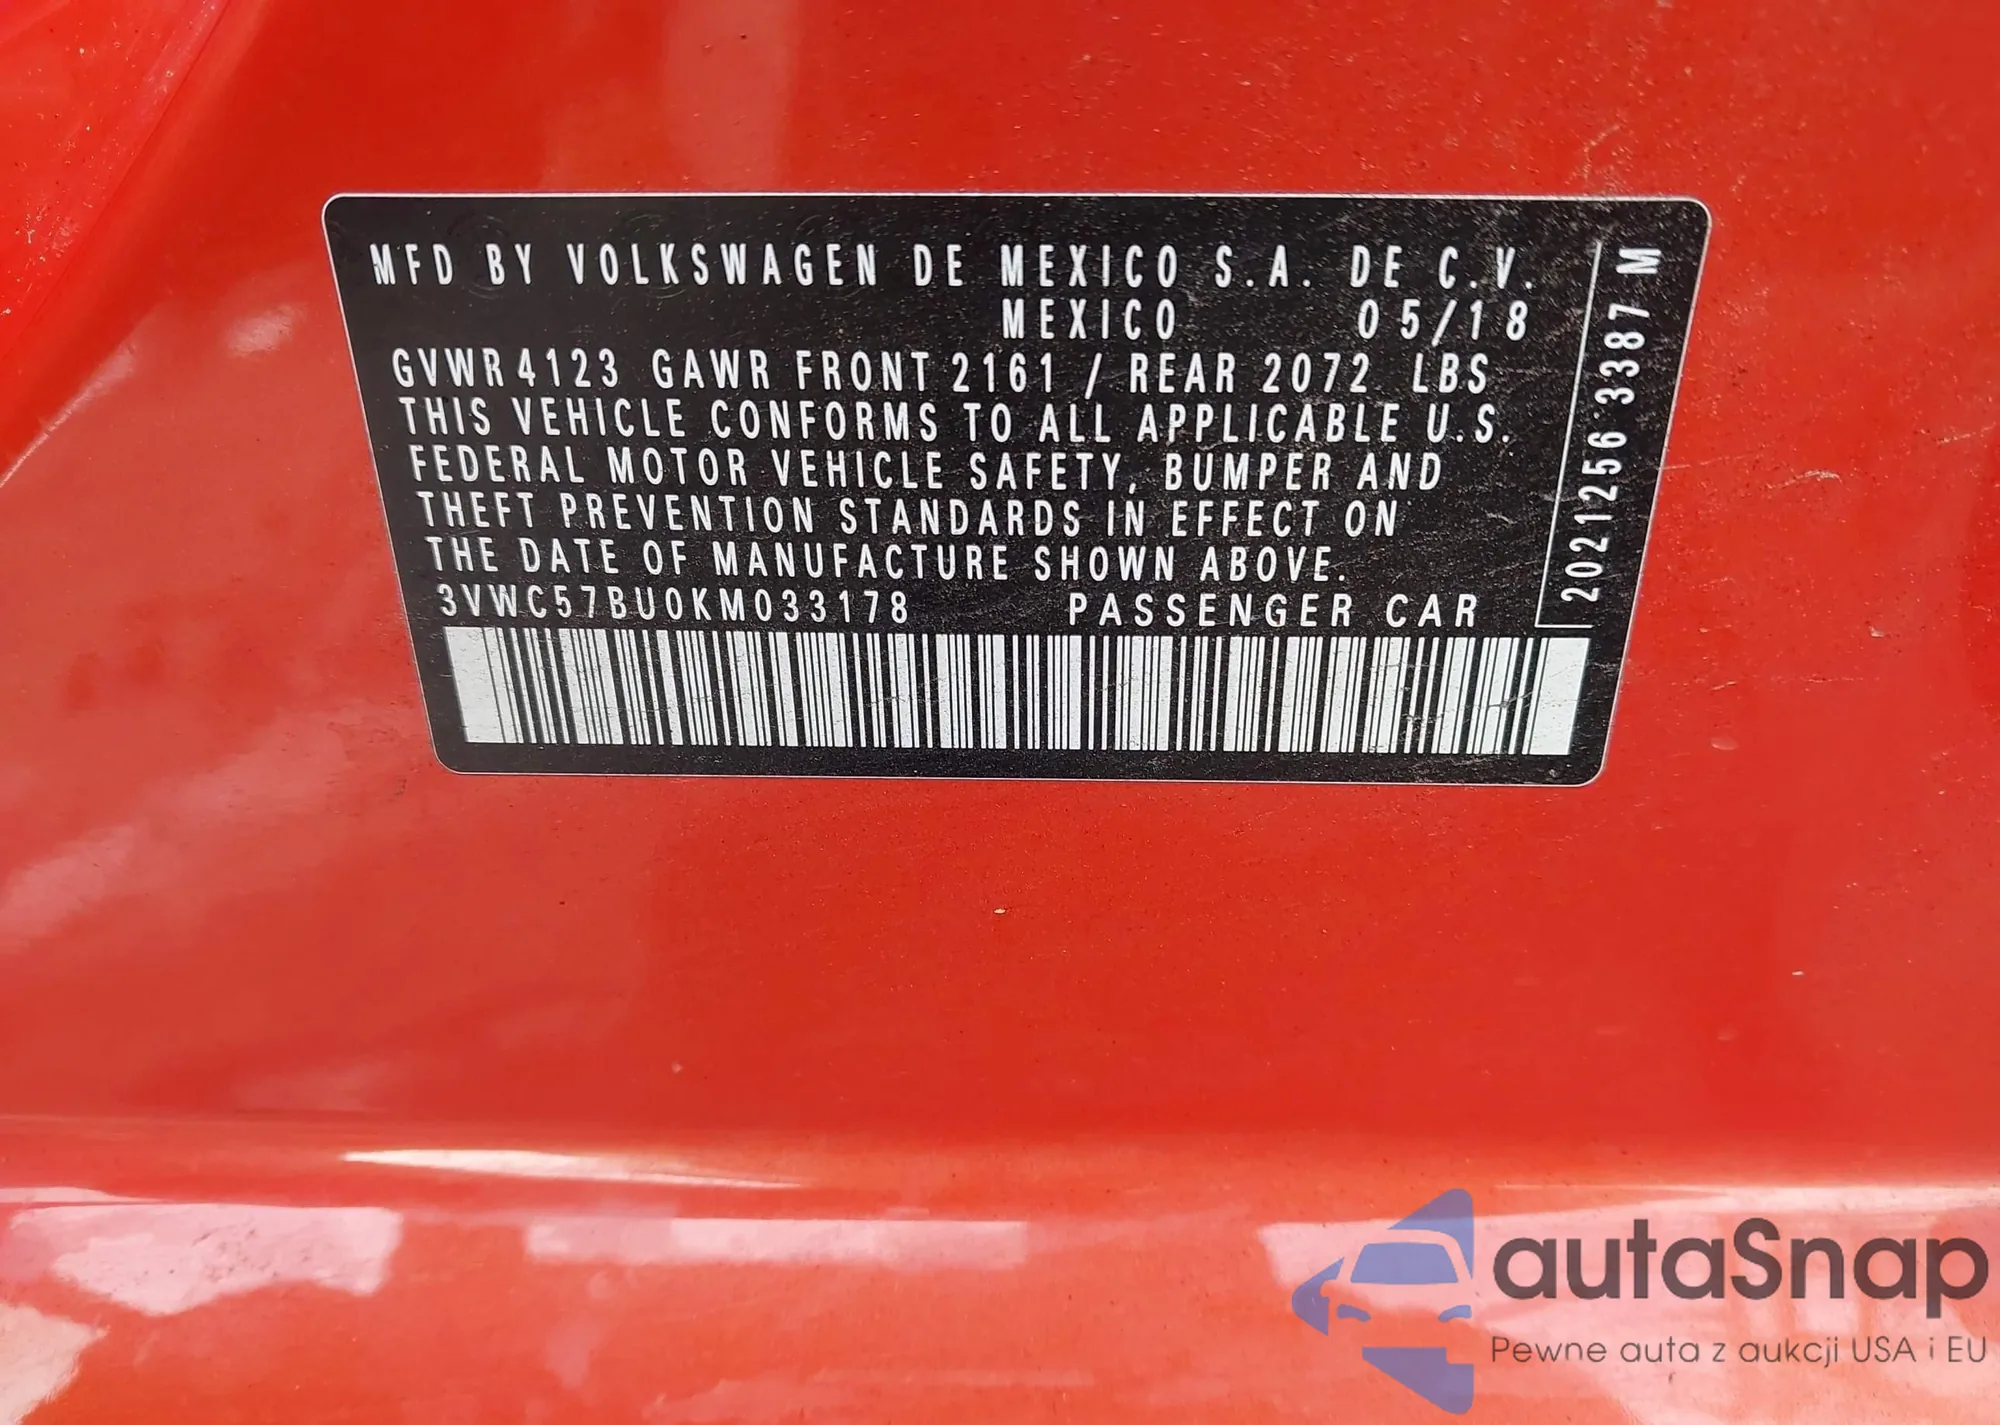 MFD BY VOLKSWAGEN DE MEXICO S.A. DE C.V.
MEXICO 05/18
GVWR 4123 GAWR FRONT 2161 / REAR 2072 LBS
THIS VEHICLE CONFORMS TO ALL APPLICABLE U.S.
FEDERAL MOTOR VEHICLE SAFETY, BUMPER AND
THEFT PREVENTION STANDARDS IN EFFECT ON
THE DATE OF MANUFACTURE SHOWN ABOVE.
3VWC57BU0KM033178 PASSENGER CAR
2021256 3387 M
autaSnap
Pewne auta z aukcji USA i EU